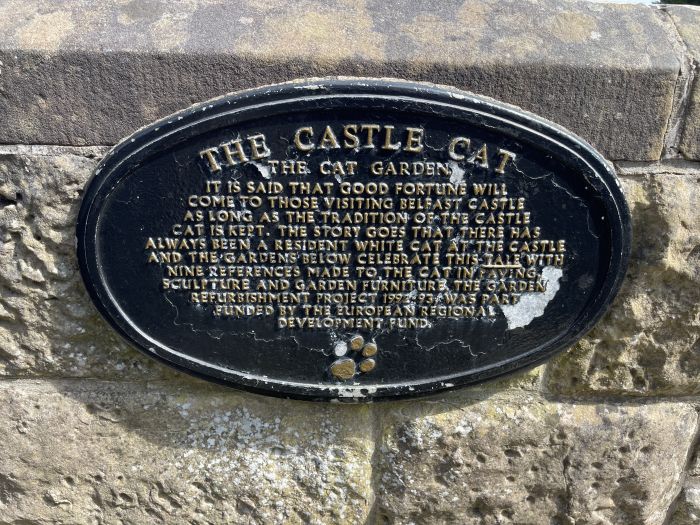 THE CASTLE CAT
THE CAT GARDEN
IT IS SAID THAT GOOD FORTUNE WILL
COME TO THOSE VISITING BELFAST CASTLE
AS LONG AS THE TRADITION OF THE CASTLE
CAT IS KEPT. THE STORY GOES THAT THERE HAS
ALWAYS BEEN A RESIDENT WHITE CAT AT THE CASTLE
AND THE GARDENS BELOW CELEBRATE THIS TALE WITH
NINE REFERENCES MADE TO THE CAT IN PAVING,
SCULPTURE AND GARDEN FURNITURE. THE GARDEN
REFURBISHMENT PROJECT 1992-93 WAS PART
FUNDED BY THE EUROPEAN REGIONAL
DEVELOPMENT FUND.